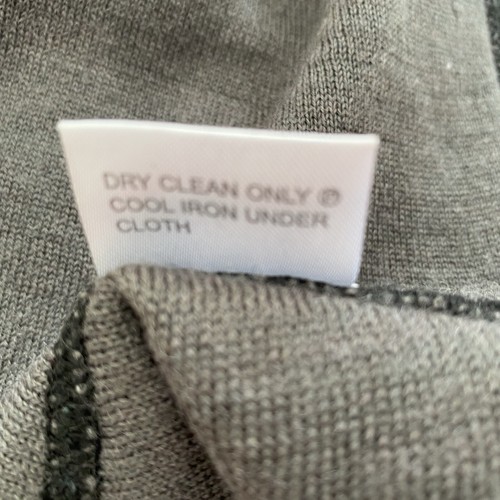 DRY CLEAN ONLY Ⓟ
COOL IRON UNDER
CLOTH